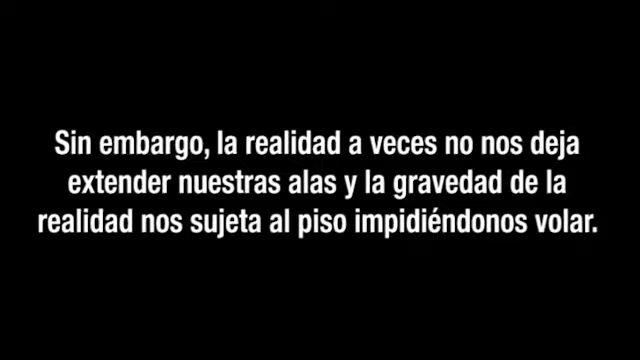 Sin embargo, la realidad a veces no nos deja
extender nuestras alas y la gravedad de la
realidad nos sujeta al piso impidiéndonos volar.